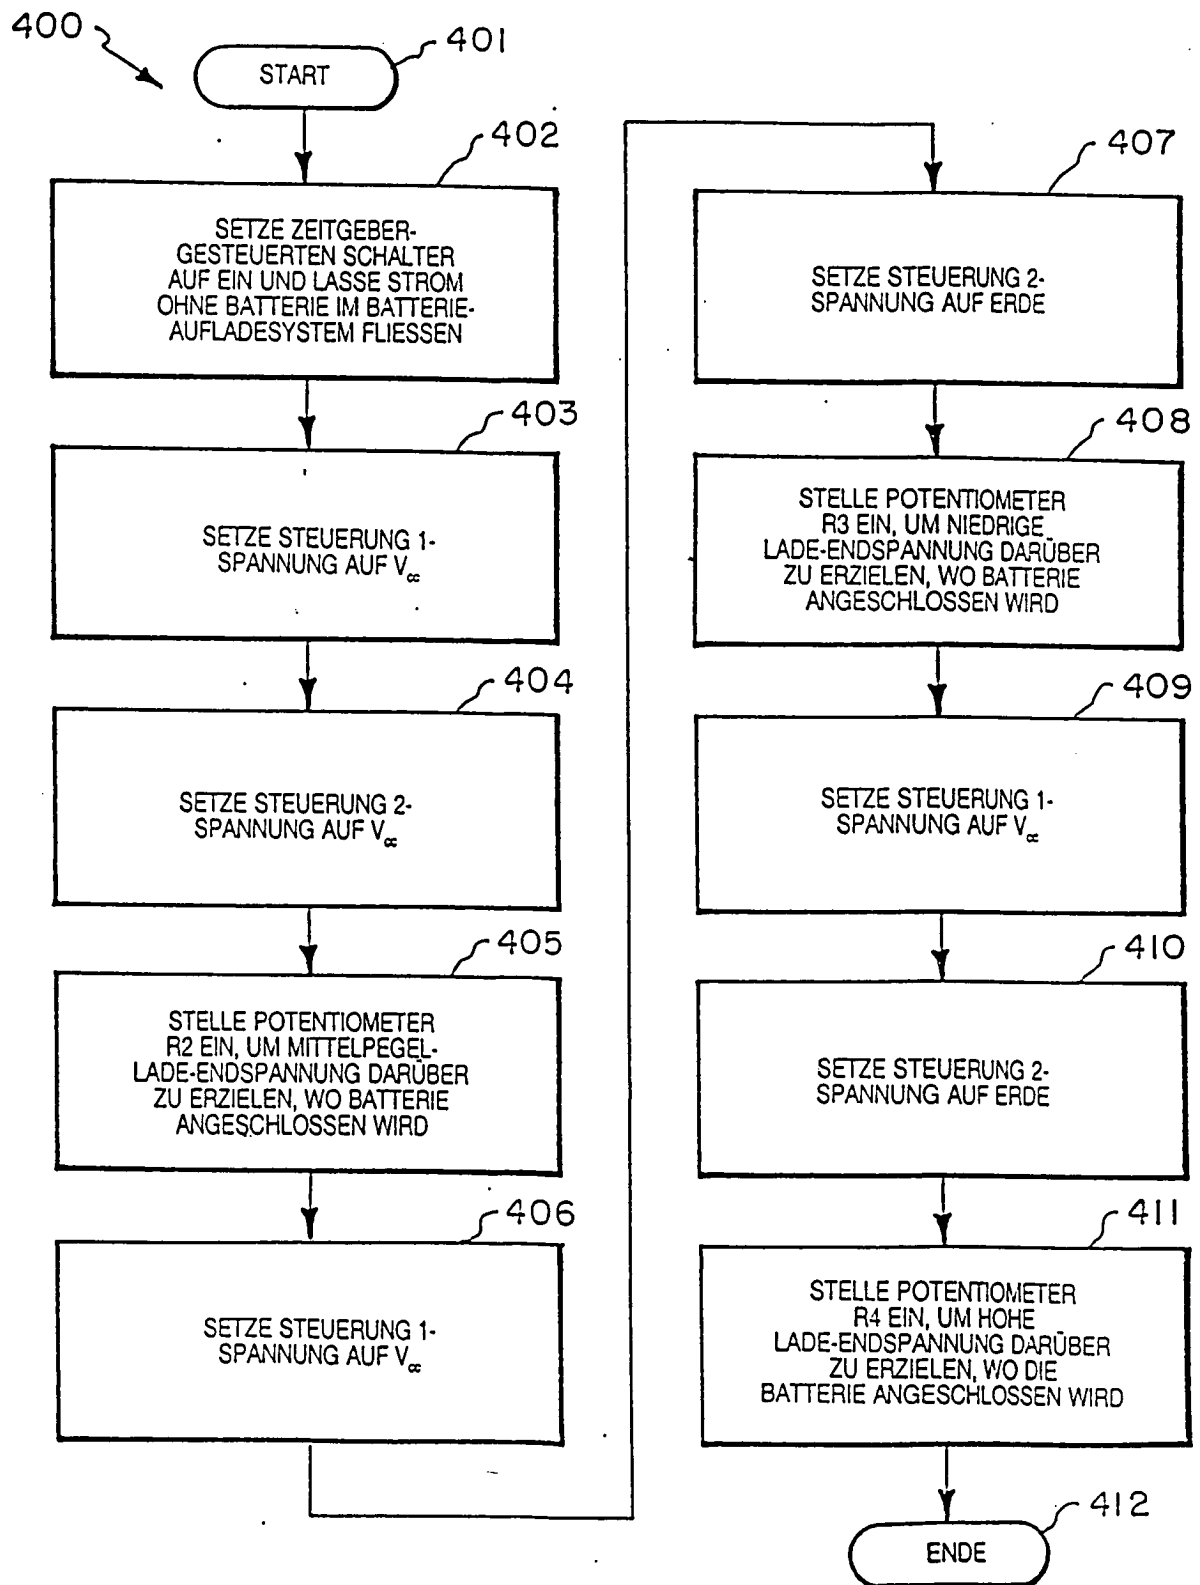 400
401
START
402
SETZE ZEITGEBER-
GESTEUERTEN SCHALTER
AUF EIN UND LASSE STROM
OHNE BATTERIE IM BATTERIE-
AUFLADESYSTEM FLIESSEN
403
SETZE STEUERUNG 1-
SPANNUNG AUF Vcc
404
SETZE STEUERUNG 2-
SPANNUNG AUF Vcc
405
STELLE POTENTIOMETER
R2 EIN, UM MITTELPEGEL-
LADE-ENDSPANNUNG DARÜBER
ZU ERZIELEN, WO BATTERIE
ANGESCHLOSSEN WIRD
406
SETZE STEUERUNG 1-
SPANNUNG AUF Vcc
407
SETZE STEUERUNG 2-
SPANNUNG AUF ERDE
408
STELLE POTENTIOMETER
R3 EIN, UM NIEDRIGE
LADE-ENDSPANNUNG DARÜBER
ZU ERZIELEN, WO BATTERIE
ANGESCHLOSSEN WIRD
409
SETZE STEUERUNG 1-
SPANNUNG AUF Vcc
410
SETZE STEUERUNG 2-
SPANNUNG AUF ERDE
411
STELLE POTENTIOMETER
R4 EIN, UM HOHE
LADE-ENDSPANNUNG DARÜBER
ZU ERZIELEN, WO DIE
BATTERIE ANGESCHLOSSEN WIRD
412
ENDE